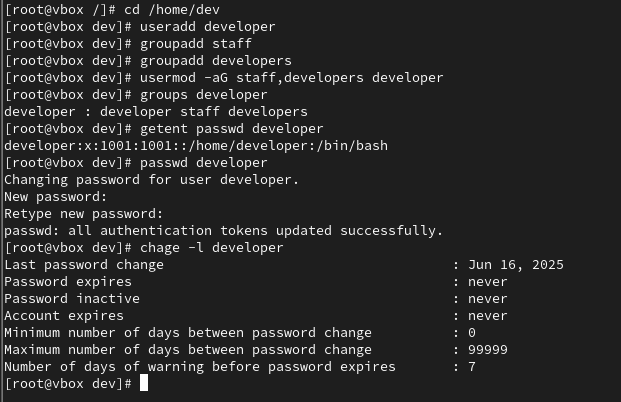 [root@vbox /]# cd /home/dev
[root@vbox dev]# useradd developer
[root@vbox dev]# groupadd staff
[root@vbox dev]# groupadd developers
[root@vbox dev]# usermod -aG staff,developers developer
[root@vbox dev]# groups developer
developer : developer staff developers
[root@vbox dev]# getent passwd developer
developer:x:1001:1001::/home/developer:/bin/bash
[root@vbox dev]# passwd developer
Changing password for user developer.
New password:
Retype new password:
passwd: all authentication tokens updated successfully.
[root@vbox dev]# chage -l developer
Last password change : Jun 16, 2025
Password expires : never
Password inactive : never
Account expires : never
Minimum number of days between password change : 0
Maximum number of days between password change : 99999
Number of days of warning before password expires : 7
[root@vbox dev]#